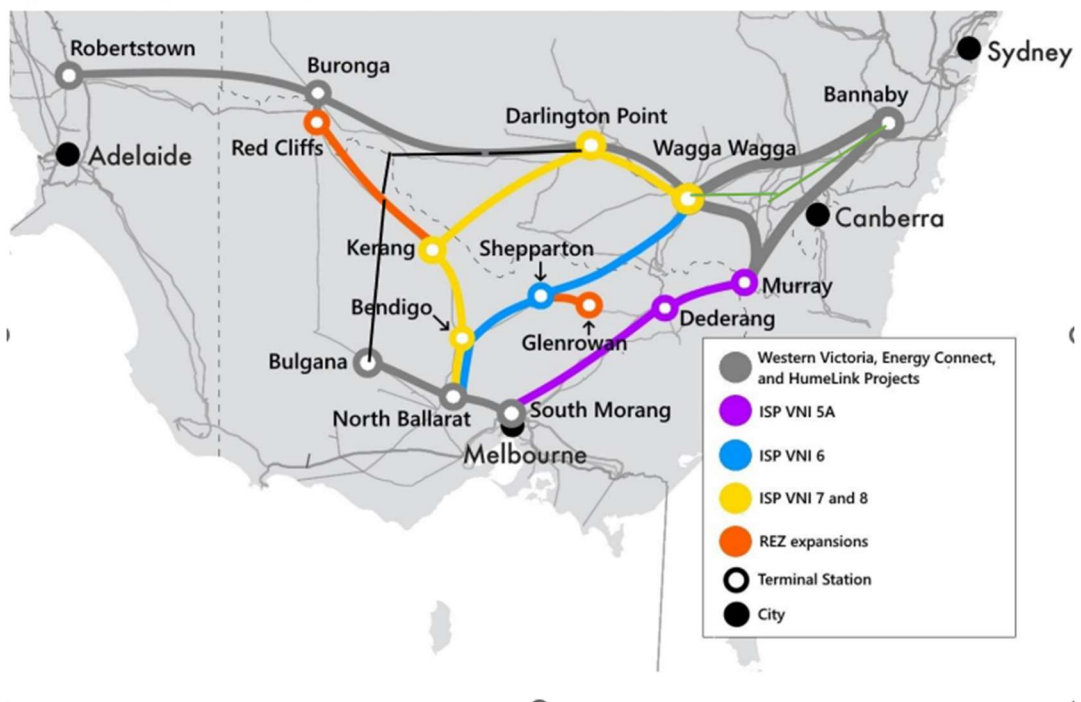 Robertstown
Buronga
Sydney
Bannaby
Darlington Point
Red Cliffs
Wagga Wagga
Adelaide
Canberra
Kerang
Shepparton
Murray
Bendigo
Dederang
Glenrowan
Bulgana
North Ballarat
South Morang
Melbourne
Western Victoria, Energy Connect,
and HumeLink Projects
ISP VNI 5A
ISP VNI 6
ISP VNI 7 and 8
REZ expansions
Terminal Station
City